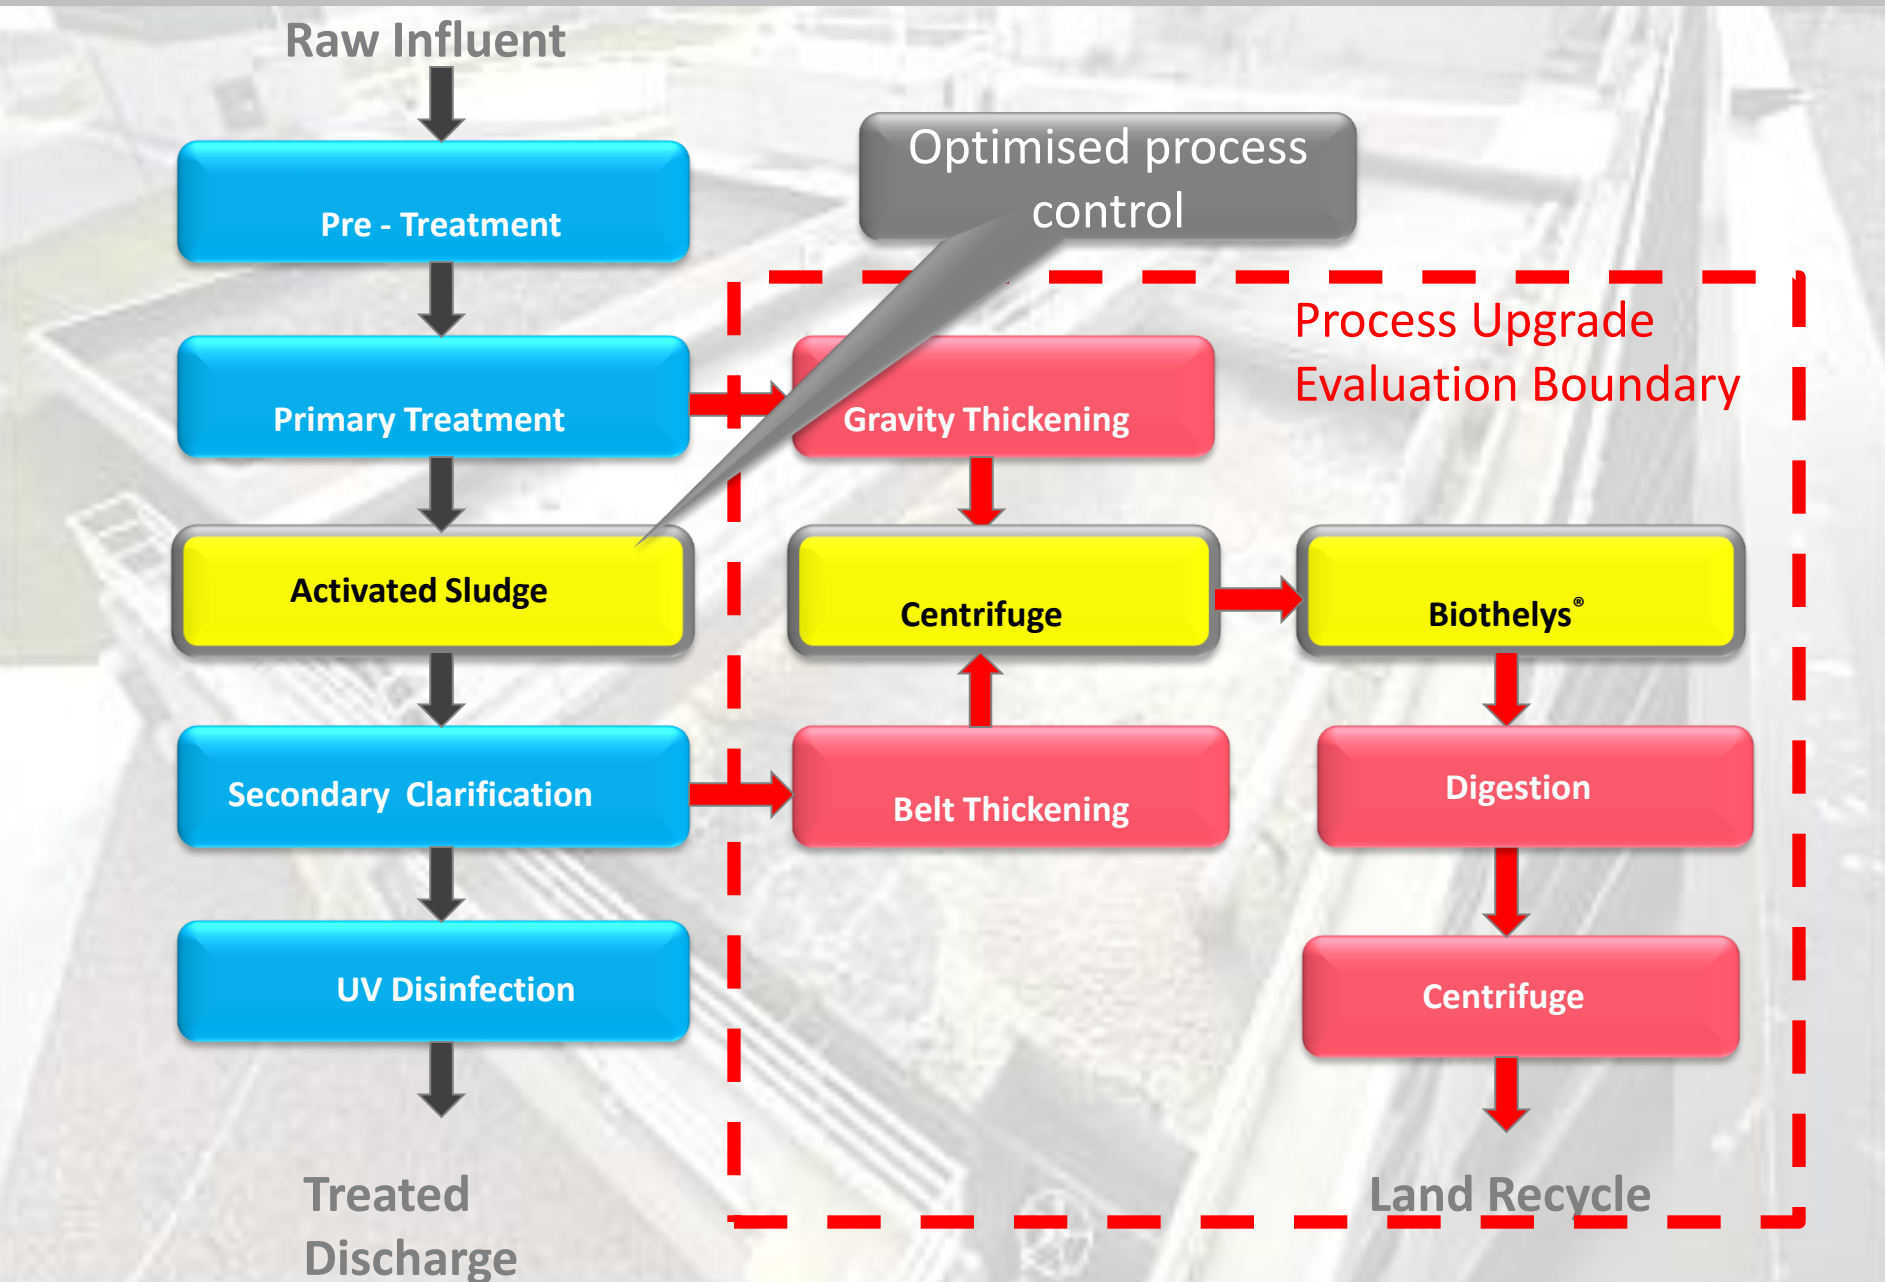 Raw Influent
Pre - Treatment
Optimised process
control
Process Upgrade
Evaluation Boundary
Primary Treatment
Gravity Thickening
Activated Sludge
Centrifuge
Biothelys®
Secondary Clarification
Belt Thickening
Digestion
UV Disinfection
Centrifuge
Treated
Discharge
Land Recycle